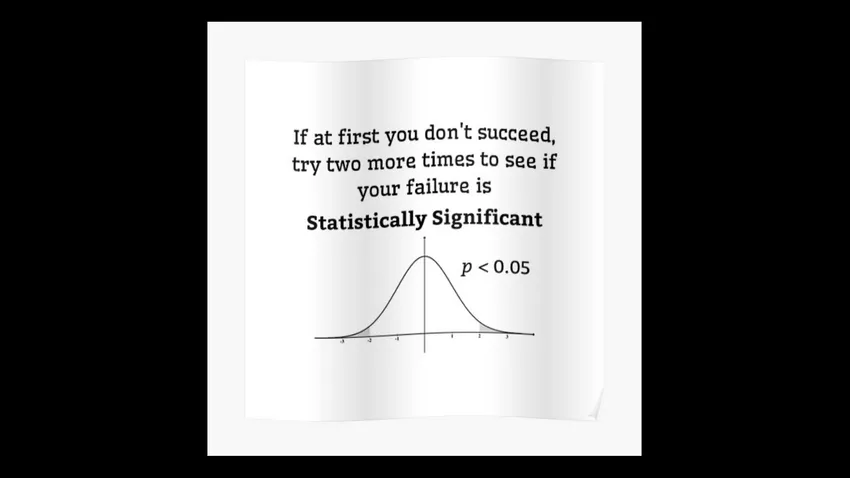 If at first you don't succeed,
try two more times to see if
your failure is
Statistically Significant
p < 0.05
-3 -2 -1 1 2 3